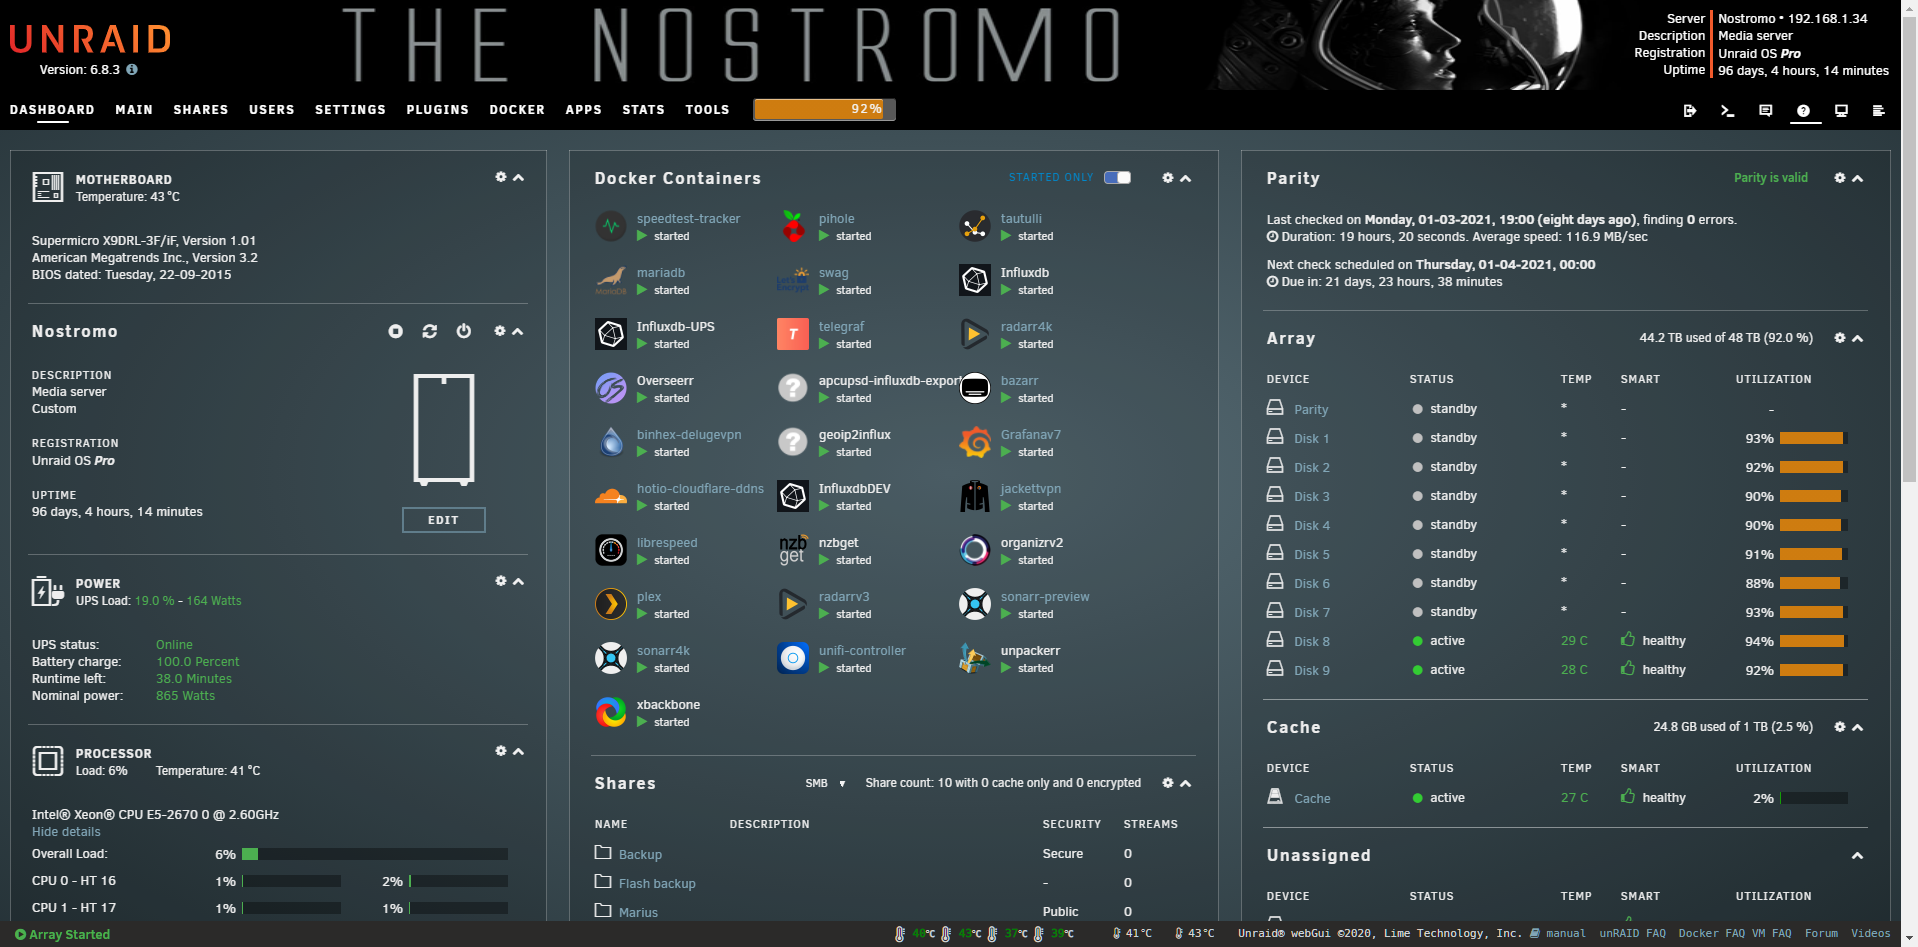 UNRAID
Version: 6.8.3
THE NOSTROMO
Server Nostromo • 192.168.1.34
Description Media server
Registration Unraid OS Pro
Uptime 96 days, 4 hours, 14 minutes
DASHBOARD MAIN SHARES USERS SETTINGS PLUGINS DOCKER APPS STATS TOOLS 92%
MOTHERBOARD
Temperature: 43 °C
Supermicro X9DRL-3F/iF, Version 1.01
American Megatrends Inc., Version 3.2
BIOS dated: Tuesday, 22-09-2015
Nostromo
DESCRIPTION
Media server
Custom
REGISTRATION
Unraid OS Pro
UPTIME
96 days, 4 hours, 14 minutes
EDIT
POWER
UPS Load: 19.0 % - 164 Watts
UPS status: Online
Battery charge: 100.0 Percent
Runtime left: 38.0 Minutes
Nominal power: 865 Watts
PROCESSOR
Load: 6% Temperature: 41 °C
Intel® Xeon® CPU E5-2670 0 @ 2.60GHz
Hide details
Overall Load: 6%
CPU 0 - HT 16 1% 2%
CPU 1 - HT 17 1% 1%
Docker Containers STARTED ONLY
speedtest-tracker pihole tautulli
started started started
mariadb swag Influxdb
started started started
Influxdb-UPS telegraf radarr4k
started started started
Overseerr apcupsd-influxdb-export bazarr
started started started
binhex-delugevpn geoip2influx Grafanav7
started started started
hotio-cloudflare-ddns InfluxdbDEV jackettvpn
started started started
librespeed nzbget organizrv2
started started started
plex radarrv3 sonarr-preview
started started started
sonarr4k unifi-controller unpackerr
started started started
xbackbone
started
Shares SMB Share count: 10 with 0 cache only and 0 encrypted
NAME DESCRIPTION SECURITY STREAMS
Backup Secure 0
Flash backup - 0
Marius Public 0
Parity Parity is valid
Last checked on Monday, 01-03-2021, 19:00 (eight days ago), finding 0 errors.
Duration: 19 hours, 20 seconds. Average speed: 116.9 MB/sec
Next check scheduled on Thursday, 01-04-2021, 00:00
Due in: 21 days, 23 hours, 38 minutes
Array 44.2 TB used of 48 TB (92.0 %)
DEVICE STATUS TEMP SMART UTILIZATION
Parity standby * - -
Disk 1 standby * - 93%
Disk 2 standby * - 92%
Disk 3 standby * - 90%
Disk 4 standby * - 90%
Disk 5 standby * - 91%
Disk 6 standby * - 88%
Disk 7 standby * - 93%
Disk 8 active 29 C healthy 94%
Disk 9 active 28 C healthy 92%
Cache 24.8 GB used of 1 TB (2.5 %)
DEVICE STATUS TEMP SMART UTILIZATION
Cache active 27 C healthy 2%
Unassigned
DEVICE STATUS TEMP SMART UTILIZATION
Array Started 43°C 37°C 39°C 41°C 43°C Unraid® webGui ©2020, Lime Technology, Inc. manual unRAID FAQ Docker FAQ VM FAQ Forum Videos